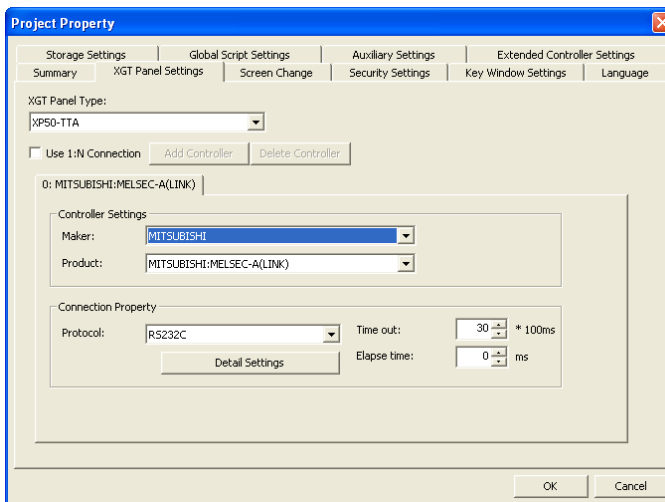 Project Property
Storage Settings Global Script Settings Auxiliary Settings Extended Controller Settings
Summary XGT Panel Settings Screen Change Security Settings Key Window Settings Language
XGT Panel Type:
XP50-TTA
Use 1:N Connection Add Controller Delete Controller
0: MITSUBISHI:MELSEC-A(LINK)
Controller Settings
Maker: MITSUBISHI
Product: MITSUBISHI:MELSEC-A(LINK)
Connection Property
Protocol: RS232C Time out: 30 * 100ms
Detail Settings Elapse time: 0 ms
OK Cancel